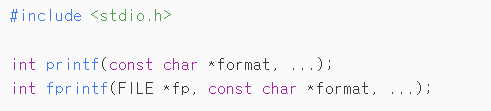 #include <stdio.h>
int printf(const char *format, ...);
int fprintf(FILE *fp, const char *format, ...);